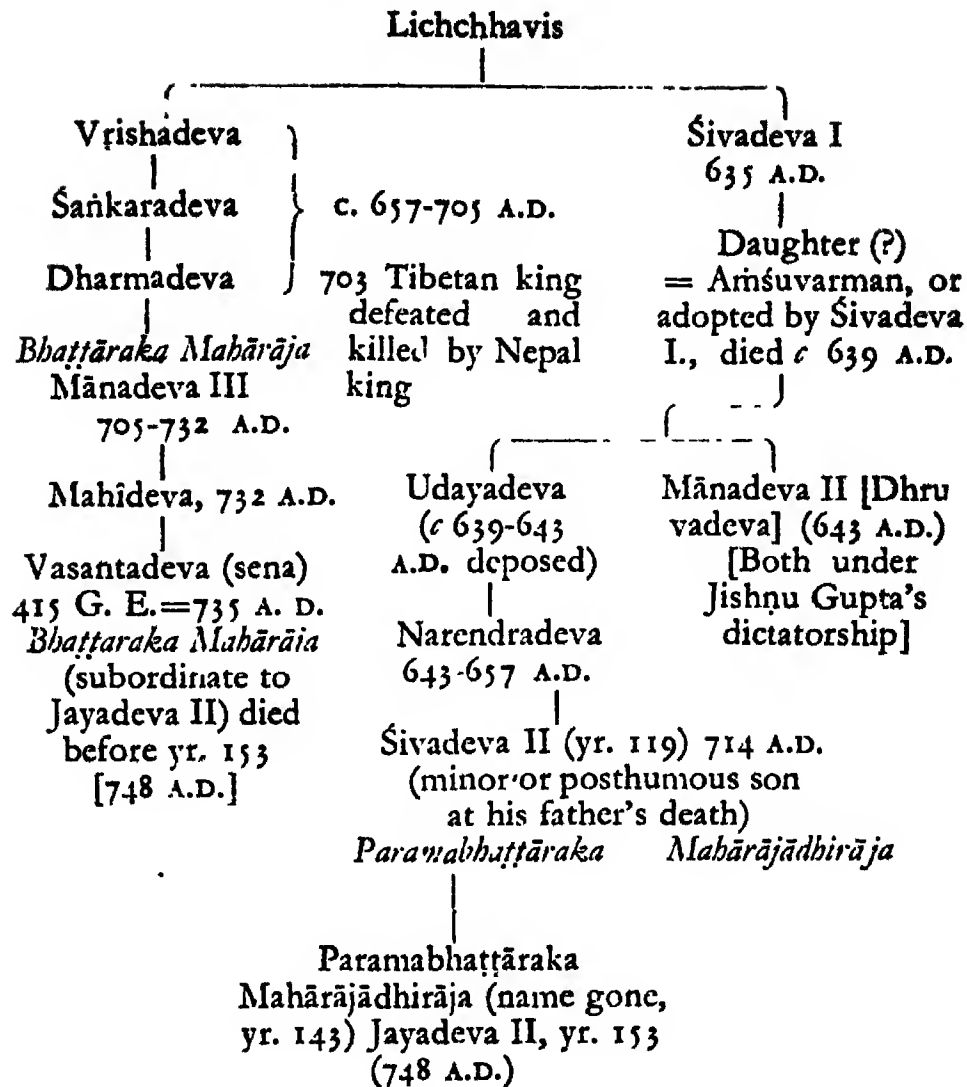 Lichchhavis
Vṛishadeva
Śaṅkaradeva
Dharmadeva
Bhaṭṭāraka Mahārāja
Mānadeva III
705-732 A.D.
Mahîdeva, 732 A.D.
Vasantadeva (sena)
415 G. E.=735 A. D.
Bhaṭṭaraka Mahārāja
(subordinate to
Jayadeva II) died
before yr. 153
[748 A.D.]
c. 657-705 A.D.
703 Tibetan king
defeated and
killed by Nepal
king
Śivadeva I
635 A.D.
Daughter (?)
= Aṁśuvarman, or
adopted by Śivadeva
I., died c 639 A.D.
Udayadeva
(c 639-643
A.D. deposed)
Narendradeva
643-657 A.D.
Mānadeva II [Dhru
vadeva] (643 A.D.)
[Both under
Jishṇu Gupta's
dictatorship]
Śivadeva II (yr. 119) 714 A.D.
(minor or posthumous son
at his father's death)
Paramabhaṭṭāraka Mahārājādhirāja
Paramabhaṭṭāraka
Mahārājādhirāja (name gone,
yr. 143) Jayadeva II, yr. 153
(748 A.D.)